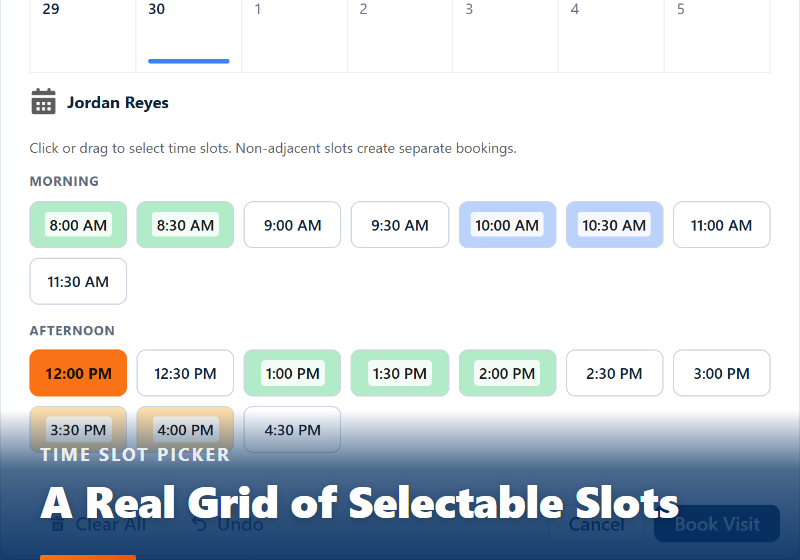 29 30 1 2 3 4 5
Jordan Reyes
Click or drag to select time slots. Non-adjacent slots create separate bookings.
MORNING
8:00 AM 8:30 AM 9:00 AM 9:30 AM 10:00 AM 10:30 AM 11:00 AM
11:30 AM
AFTERNOON
12:00 PM 12:30 PM 1:00 PM 1:30 PM 2:00 PM 2:30 PM 3:00 PM
3:30 PM 4:00 PM 4:30 PM
TIME SLOT PICKER
A Real Grid of Selectable Slots
Clear All Undo Cancel Book Visit